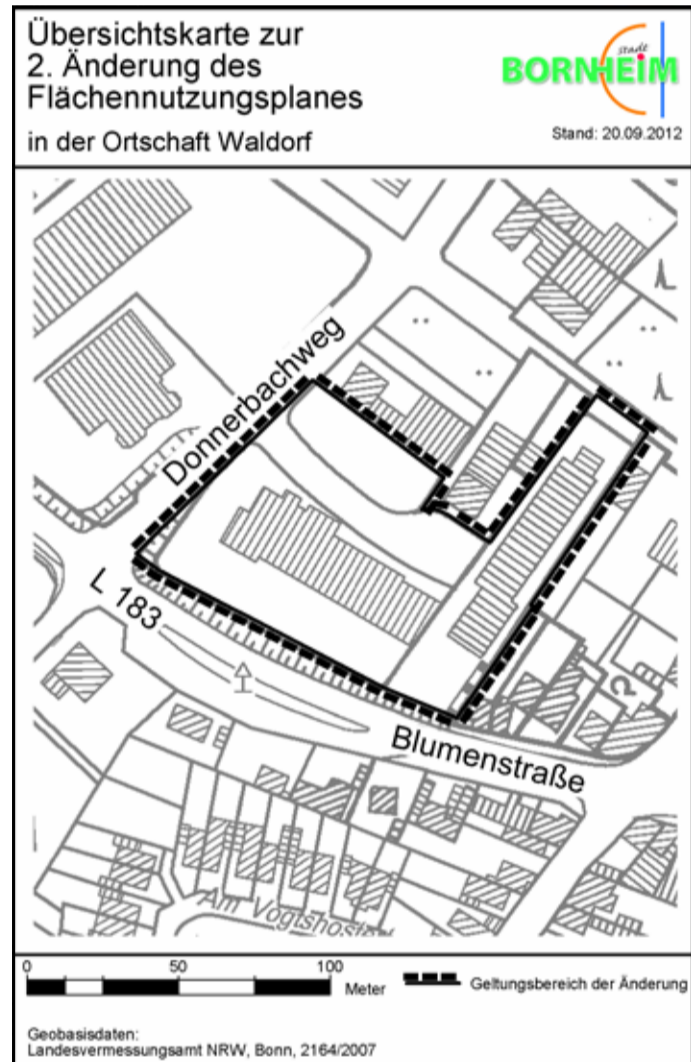 Übersichtskarte zur
2. Änderung des
Flächennutzungsplanes
in der Ortschaft Waldorf
Stadt
BORNHEIM
Stand: 20.09.2012
Donnerbachweg
L 183
Blumenstraße
Am
0 50 100
Meter
Geltungsbereich der Änderung
Geobasisdaten:
Landesvermessungsamt NRW, Bonn, 2164/2007